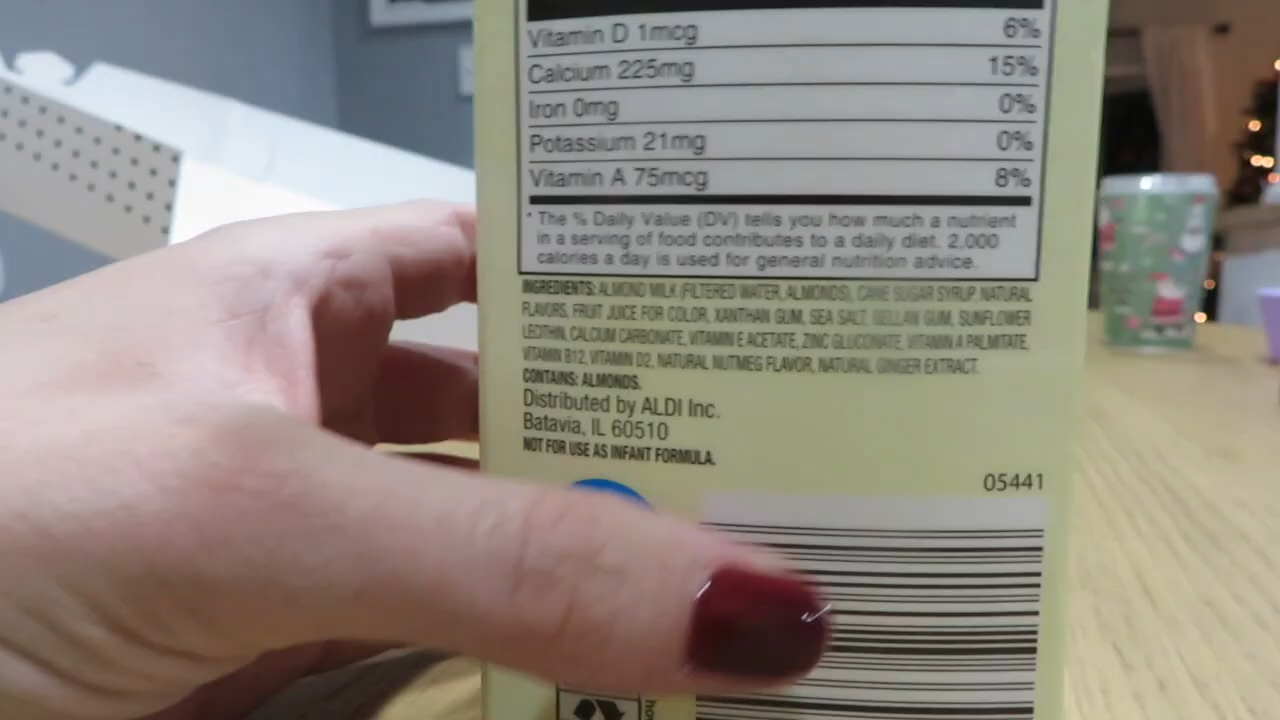 Vitamin D 1mcg 6%
Calcium 225mg 15%
Iron 0mg 0%
Potassium 21mg 0%
Vitamin A 75mcg 8%
* The % Daily Value (DV) tells you how much a nutrient
in a serving of food contributes to a daily diet. 2,000
calories a day is used for general nutrition advice.
INGREDIENTS: ALMOND MILK (FILTERED WATER, ALMONDS), CANE SUGAR SYRUP, NATURAL
FLAVORS, FRUIT JUICE FOR COLOR, XANTHAN GUM, SEA SALT, GELLAN GUM, SUNFLOWER
LECITHIN, CALCIUM CARBONATE, VITAMIN E ACETATE, ZINC GLUCONATE, VITAMIN A PALMITATE,
VITAMIN B12, VITAMIN D2, NATURAL NUTMEG FLAVOR, NATURAL GINGER EXTRACT.
CONTAINS: ALMONDS.
Distributed by ALDI Inc.
Batavia, IL 60510
NOT FOR USE AS INFANT FORMULA.
05441